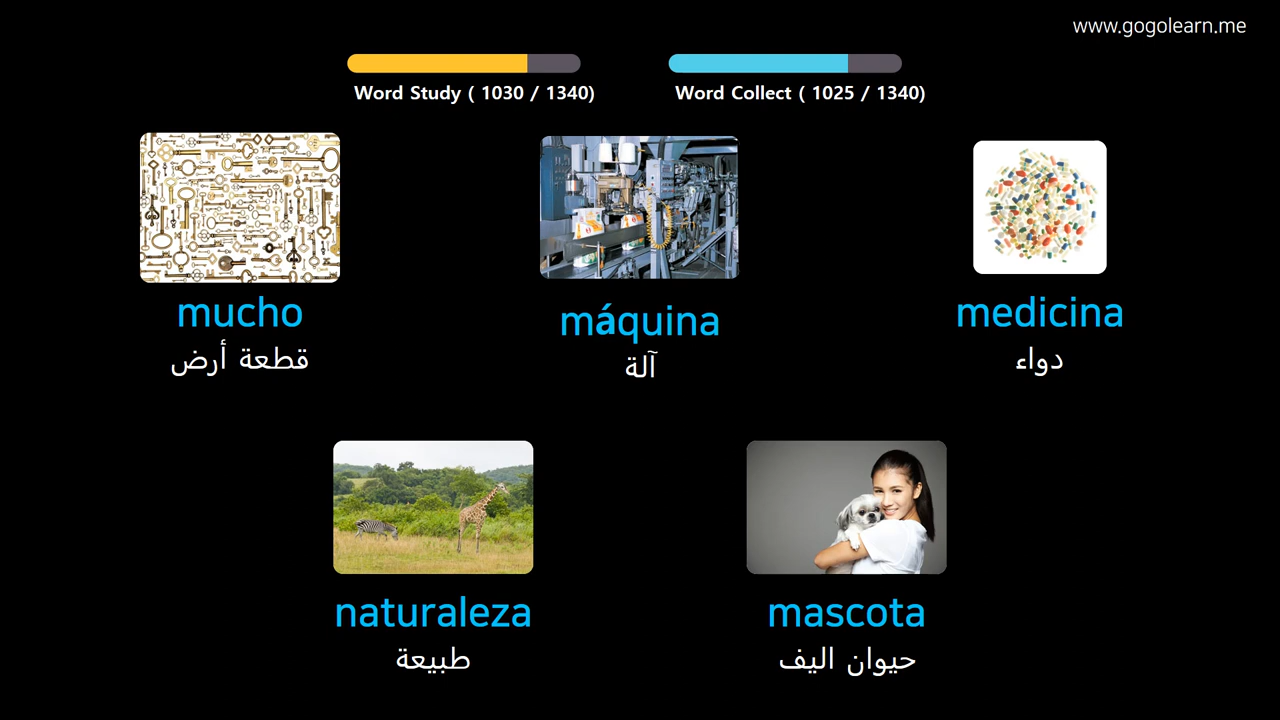 www.gogolearn.me
Word Study ( 1030 / 1340)
Word Collect ( 1025 / 1340)
mucho
قطعة أرض
máquina
آلة
medicina
دواء
naturaleza
طبيعة
mascota
حيوان اليف